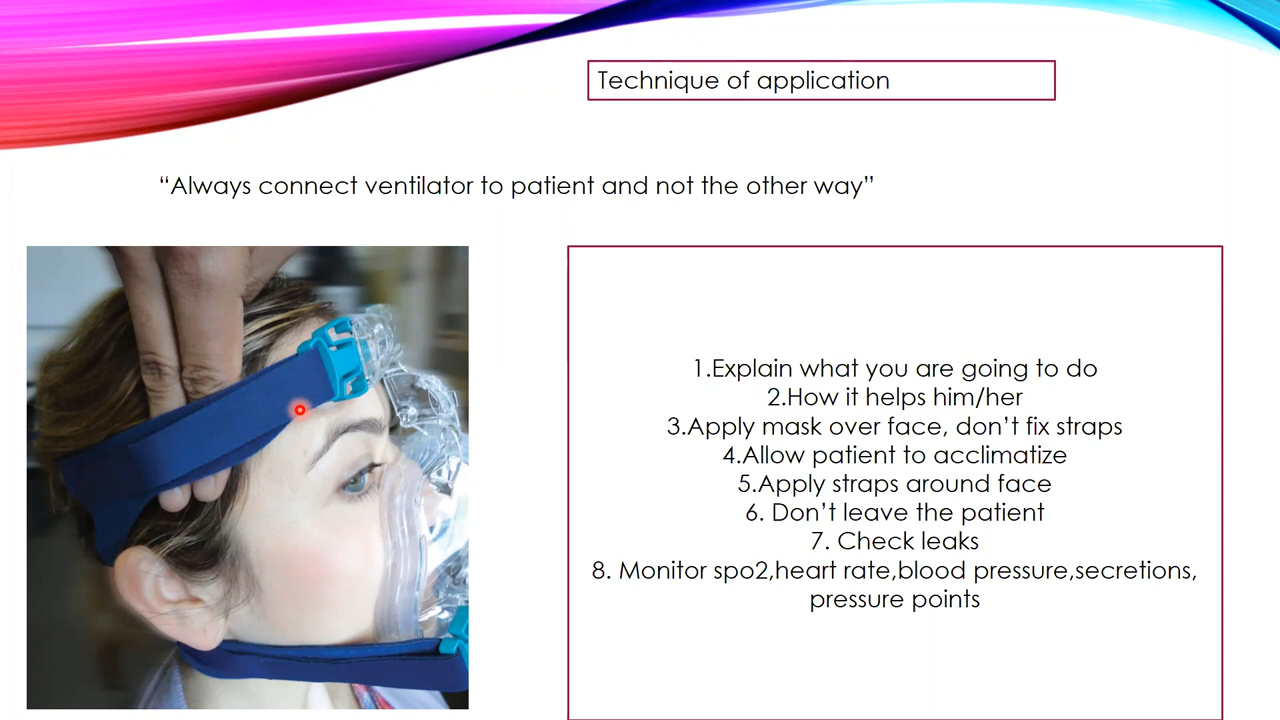 Technique of application
“Always connect ventilator to patient and not the other way”
1.Explain what you are going to do
2.How it helps him/her
3.Apply mask over face, don’t fix straps
4.Allow patient to acclimatize
5.Apply straps around face
6. Don’t leave the patient
7. Check leaks
8. Monitor spo2,heart rate,blood pressure,secretions,
pressure points